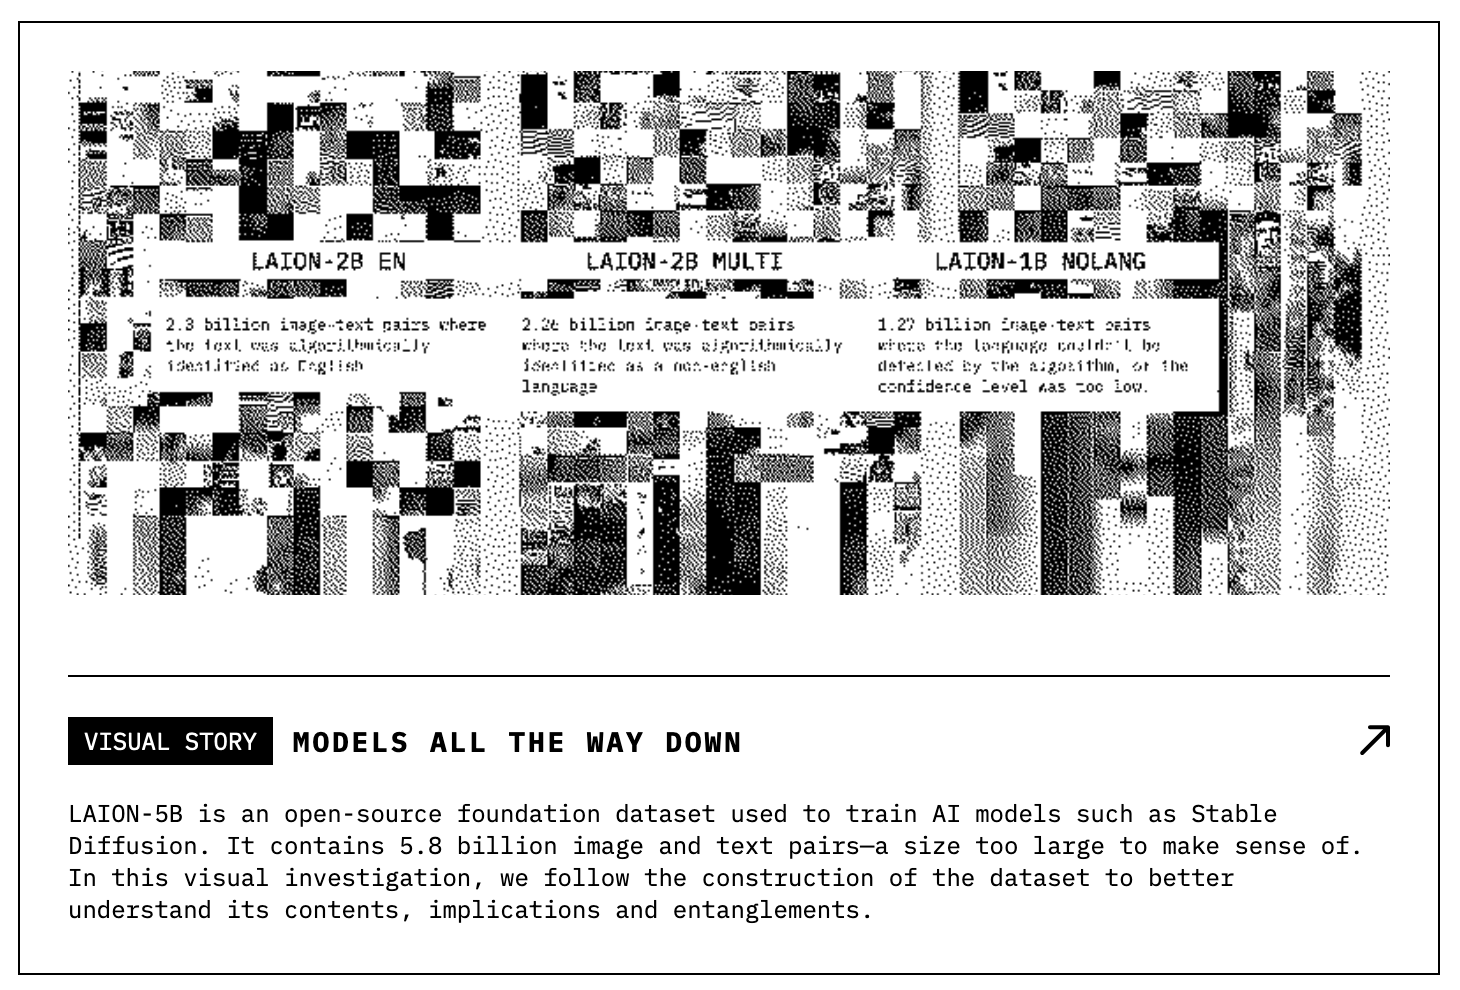 LAION-2B EN
LAION-2B MULTI
LAION-1B NOLANG
2.3 billion image-text pairs where
the text was algorithmically
identified as English
2.26 billion image-text pairs
where the text was algorithmically
identified as a non-english
language
1.27 billion image-text pairs
where the language couldn't be
detected by the algorithm, or the
confidence level was too low.
VISUAL STORY
MODELS ALL THE WAY DOWN
LAION-5B is an open-source foundation dataset used to train AI models such as Stable
Diffusion. It contains 5.8 billion image and text pairs—a size too large to make sense of.
In this visual investigation, we follow the construction of the dataset to better
understand its contents, implications and entanglements.